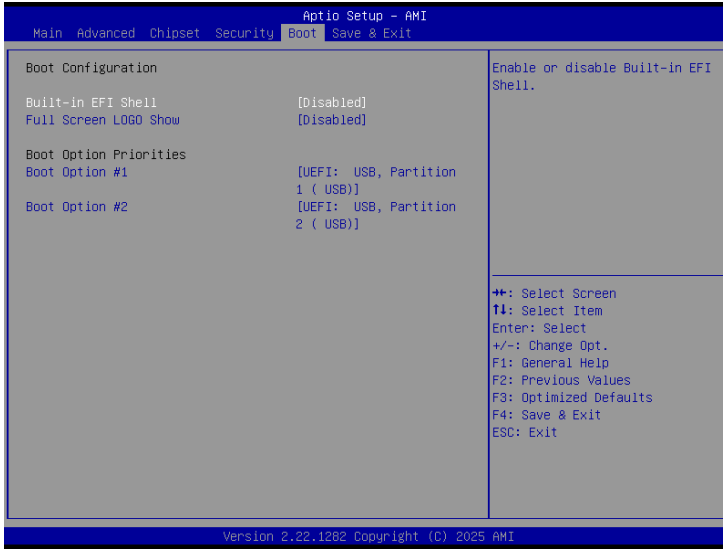 Aptio Setup – AMI
Main Advanced Chipset Security Boot Save & Exit
Boot Configuration
Built-in EFI Shell [Disabled]
Full Screen LOGO Show [Disabled]
Boot Option Priorities
Boot Option #1 [UEFI: USB, Partition
1 ( USB)]
Boot Option #2 [UEFI: USB, Partition
2 ( USB)]
Enable or disable Built-in EFI
Shell.
→←: Select Screen
↑↓: Select Item
Enter: Select
+/-: Change Opt.
F1: General Help
F2: Previous Values
F3: Optimized Defaults
F4: Save & Exit
ESC: Exit
Version 2.22.1282 Copyright (C) 2025 AMI